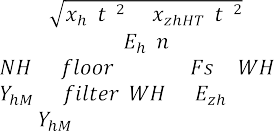 √x_h t ² x_zhHT t ²
E_h n
NH floor Fs WH
Y_hM filter WH E_zh
Y_hM